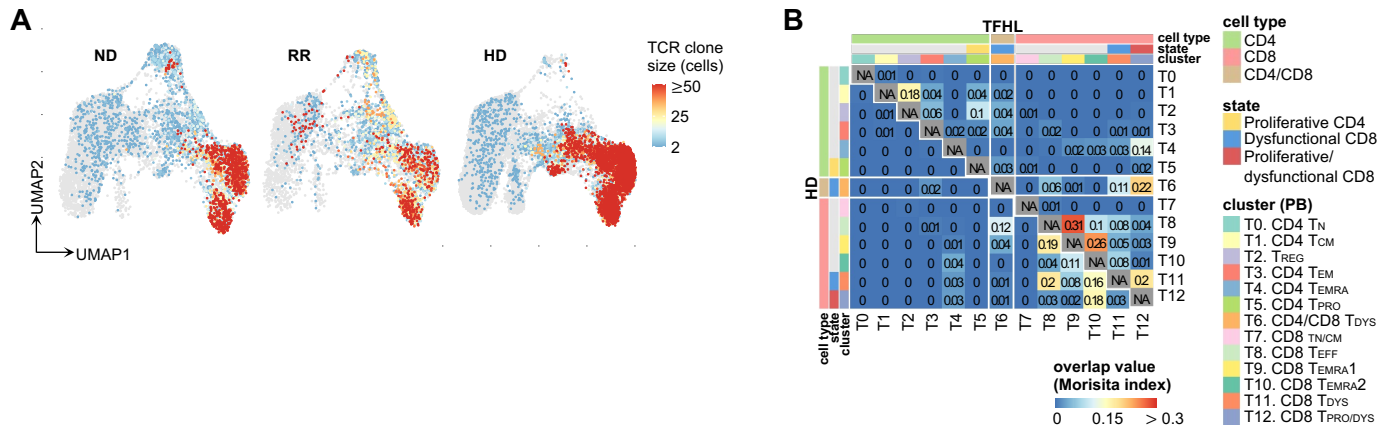 A
ND
RR
HD
TCR clone
size (cells)
≥50
25
2
UMAP2
UMAP1
B
TFHL
cell type
state
cluster
NA 0.01 0 0 0 0 0 0 0 0 0 0 0 T0
0 NA 0.18 0.04 0 0.04 0.02 0 0 0 0 0 0 T1
0 0.01 NA 0.06 0 0.1 0.04 0.01 0 0 0 0 0 T2
0 0.01 0 NA 0.02 0.02 0.04 0 0.02 0 0 0.01 0.01 T3
0 0 0 0 NA 0 0 0 0 0.02 0.03 0.03 0.14 T4
0 0 0 0 0 NA 0.03 0.01 0 0 0 0 0.02 T5
0 0 0 0.02 0 0 NA 0 0.06 0.01 0 0.11 0.22 T6
0 0 0 0 0 0 0 NA 0.01 0 0 0 0 T7
0 0 0 0.01 0 0 0.12 0 NA 0.31 0.1 0.08 0.04 T8
0 0 0 0 0.01 0 0.04 0 0.19 NA 0.26 0.05 0.03 T9
0 0 0 0 0.04 0 0 0 0.04 0.11 NA 0.08 0.01 T10
0 0 0 0 0.03 0 0.06 0 0.2 0.08 0.16 NA 0.2 T11
0 0 0 0 0.03 0 0.01 0 0.03 0.02 0.18 0.03 NA T12
HD
cell type
state
cluster
T0 T1 T2 T3 T4 T5 T6 T7 T8 T9 T10 T11 T12
overlap value
(Morisita index)
0 0.15 > 0.3
cell type
CD4
CD8
CD4/CD8
state
Proliferative CD4
Dysfunctional CD8
Proliferative/
dysfunctional CD8
cluster (PB)
T0. CD4 TN
T1. CD4 TCM
T2. TREG
T3. CD4 TEM
T4. CD4 TEMRA
T5. CD4 TPRO
T6. CD4/CD8 TDYS
T7. CD8 TN/CM
T8. CD8 TEFF
T9. CD8 TEMRA1
T10. CD8 TEMRA2
T11. CD8 TDYS
T12. CD8 TPRO/DYS